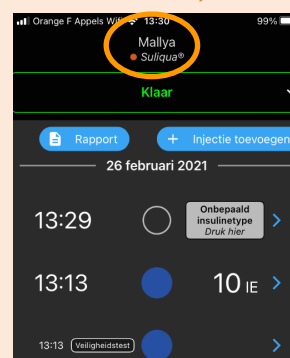 Orange F Appels Wifi 13:30 99%
Mallya
Suliqua®
Klaar
Rapport
+ Injectie toevoegen
26 februari 2021
13:29
Onbepaald
insulinetype
Druk hier
13:13
10 IE
13:13 Veiligheidstest